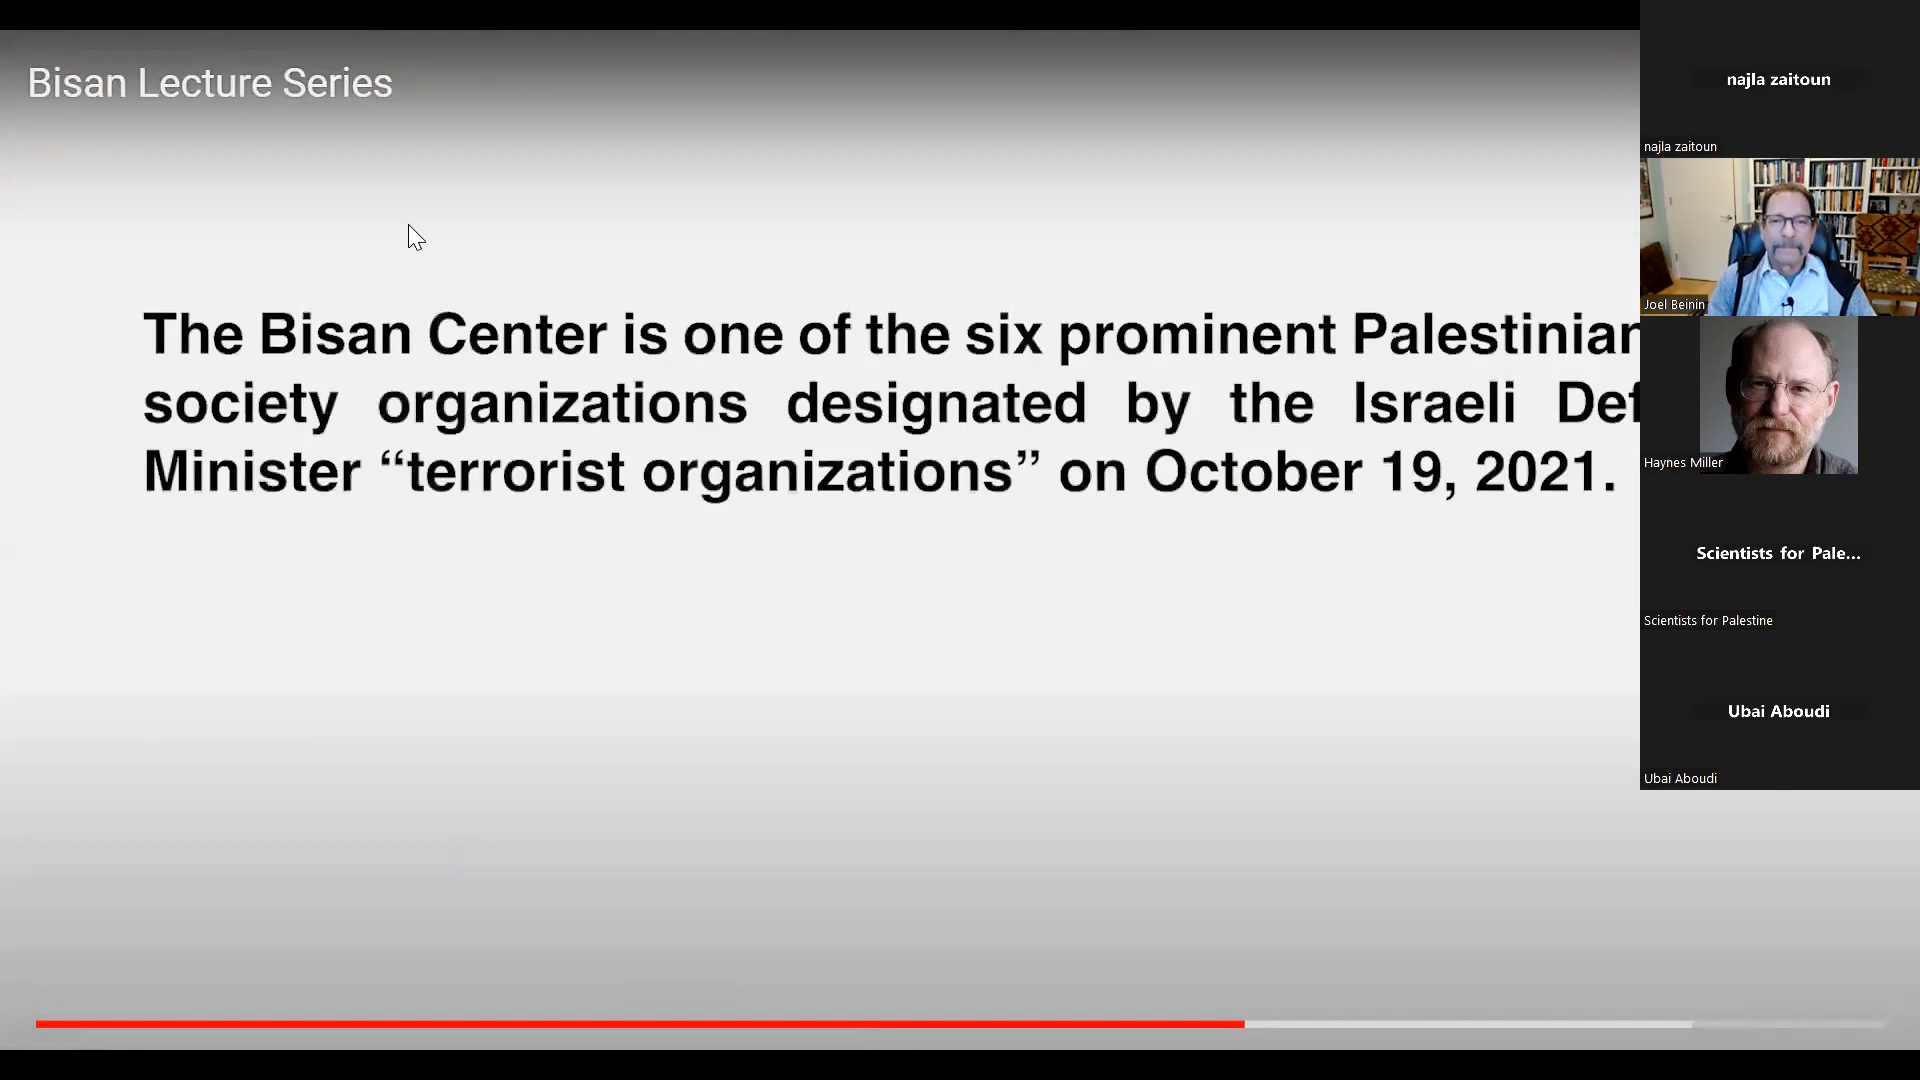 Bisan Lecture Series
The Bisan Center is one of the six prominent Palestinian
society organizations designated by the Israeli
Minister “terrorist organizations” on October 19, 2021.
najla zaitoun
najla zaitoun
Joel Beinin
Haynes Miller
Scientists for Pale...
Scientists for Palestine
Ubai Aboudi
Ubai Aboudi